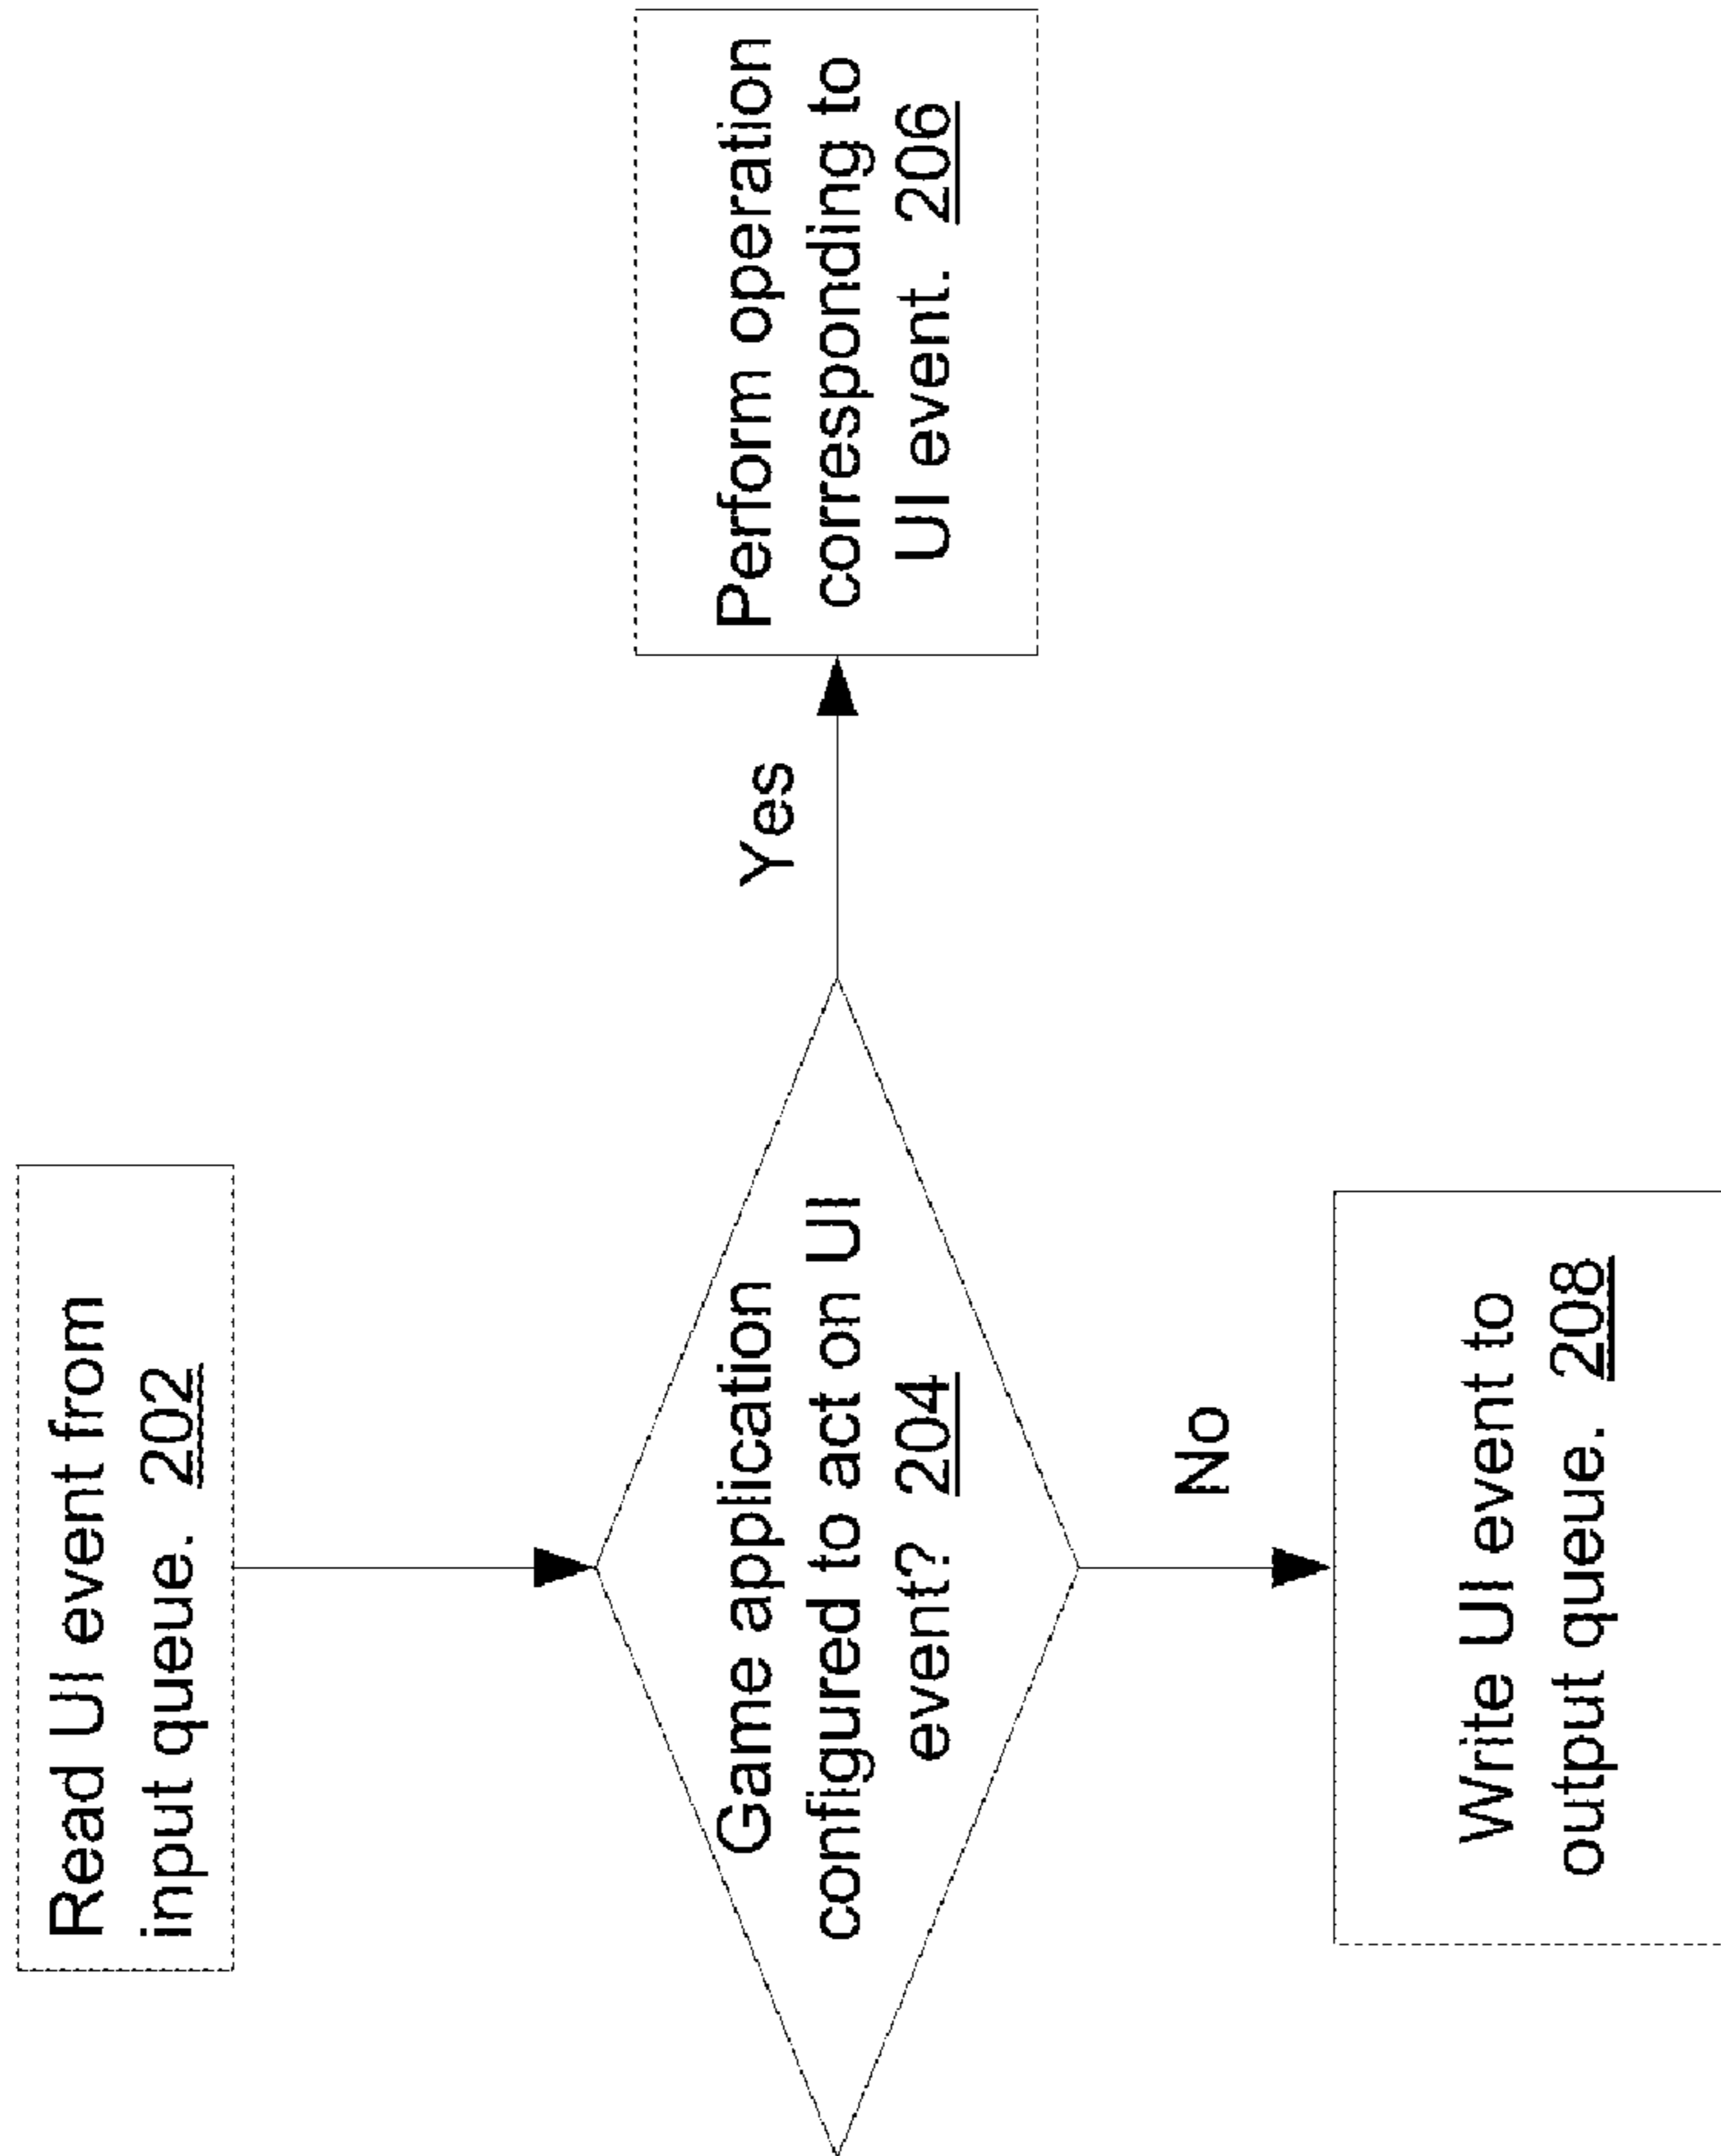 Read UI event from
input queue. 202
Game application
configured to act on UI
event? 204
Yes
Perform operation
corresponding to
UI event. 206
No
Write UI event to
output queue. 208